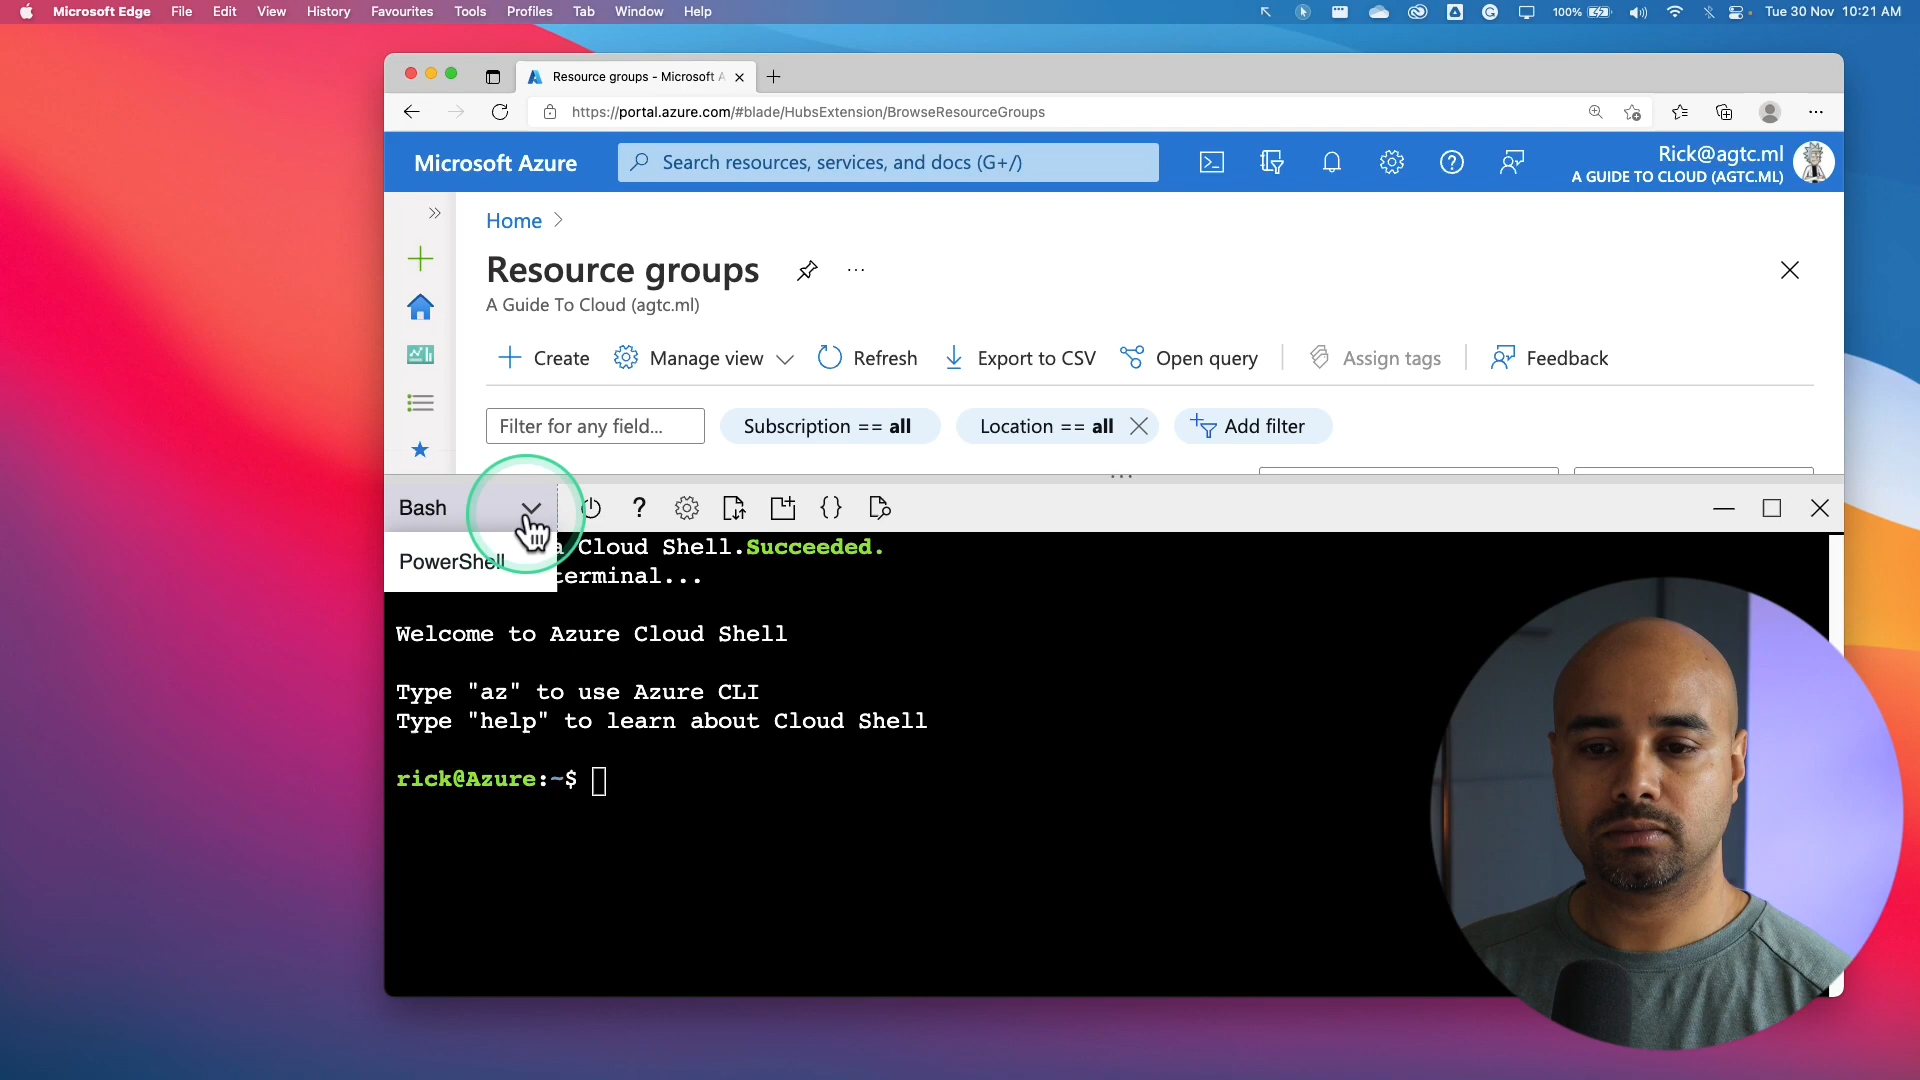 Microsoft Edge File Edit View History Favourites Tools Profiles Tab Window Help 100% Tue 30 Nov 10:21 AM
Resource groups - Microsoft A
https://portal.azure.com/#blade/HubsExtension/BrowseResourceGroups
Microsoft Azure Search resources, services, and docs (G+/) Rick@agtc.ml
A GUIDE TO CLOUD (AGTC.ML)
Home
Resource groups
A Guide To Cloud (agtc.ml)
Create Manage view Refresh Export to CSV Open query Assign tags Feedback
Filter for any field... Subscription == all Location == all Add filter
Bash
PowerShell
a Cloud Shell.Succeeded.
terminal...
Welcome to Azure Cloud Shell
Type "az" to use Azure CLI
Type "help" to learn about Cloud Shell
rick@Azure:~$